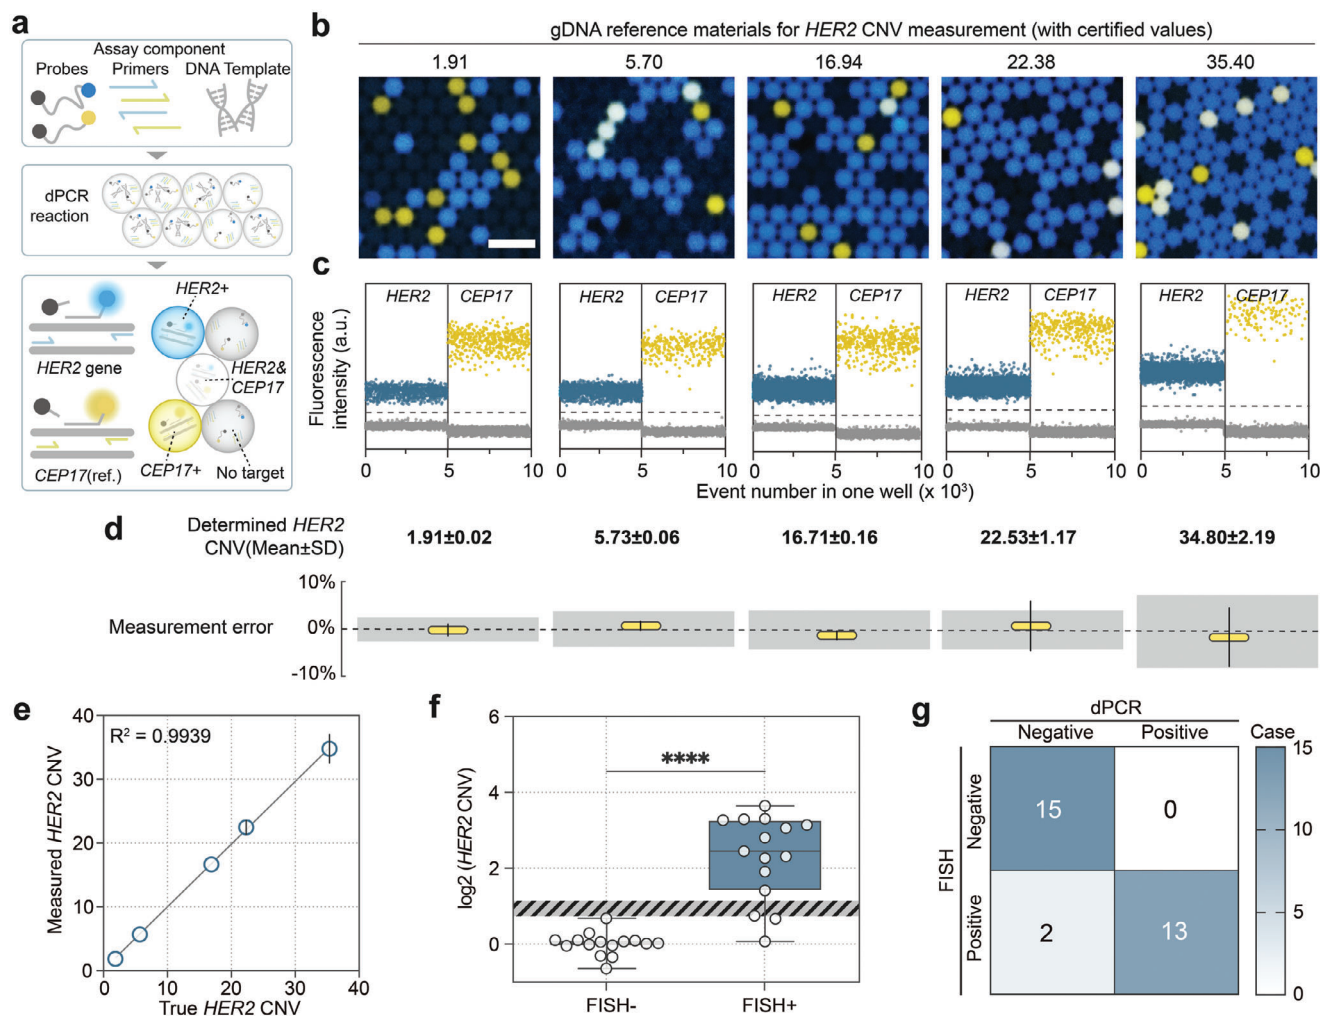 a
Assay component
Probes Primers DNA Template
dPCR
reaction
HER2+
HER2 gene
HER2&
CEP17
CEP17(ref.)
CEP17+
No target
b
gDNA reference materials for HER2 CNV measurement (with certified values)
1.91 5.70 16.94 22.38 35.40
c
Fluorescence
intensity (a.u.)
HER2 CEP17 HER2 CEP17 HER2 CEP17 HER2 CEP17 HER2 CEP17
0 5 10 0 5 10 0 5 10 0 5 10 0 5 10
Event number in one well (x 10³)
d
Determined HER2
CNV(Mean±SD)
1.91±0.02 5.73±0.06 16.71±0.16 22.53±1.17 34.80±2.19
10%
Measurement error 0%
-10%
e
Measured HER2 CNV
40
R² = 0.9939
30
20
10
0
0 10 20 30 40
True HER2 CNV
f
log2 (HER2 CNV)
6
****
4
2
0
FISH- FISH+
g
dPCR
Negative Positive
Case
FISH
Negative
15 0
Positive
2 13
15
10
5
0